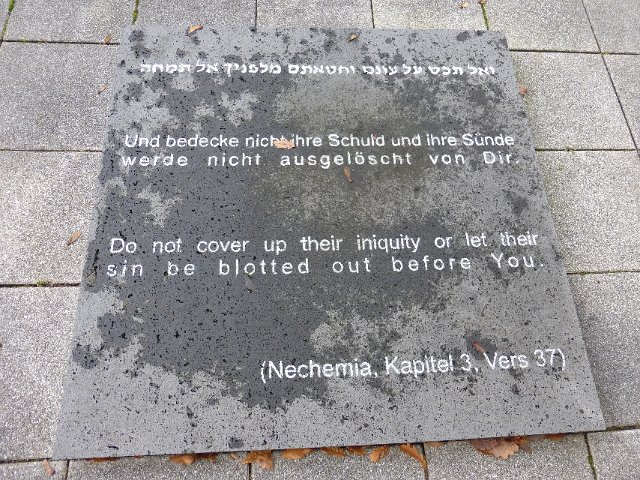 ואל תכס על עונם וחטאתם מלפניך אל תמחה
Und bedecke nicht ihre Schuld und ihre Sünde
werde nicht ausgelöscht von Dir.
Do not cover up their iniquity or let their
sin be blotted out before You.
(Nechemia, Kapitel 3, Vers 37)